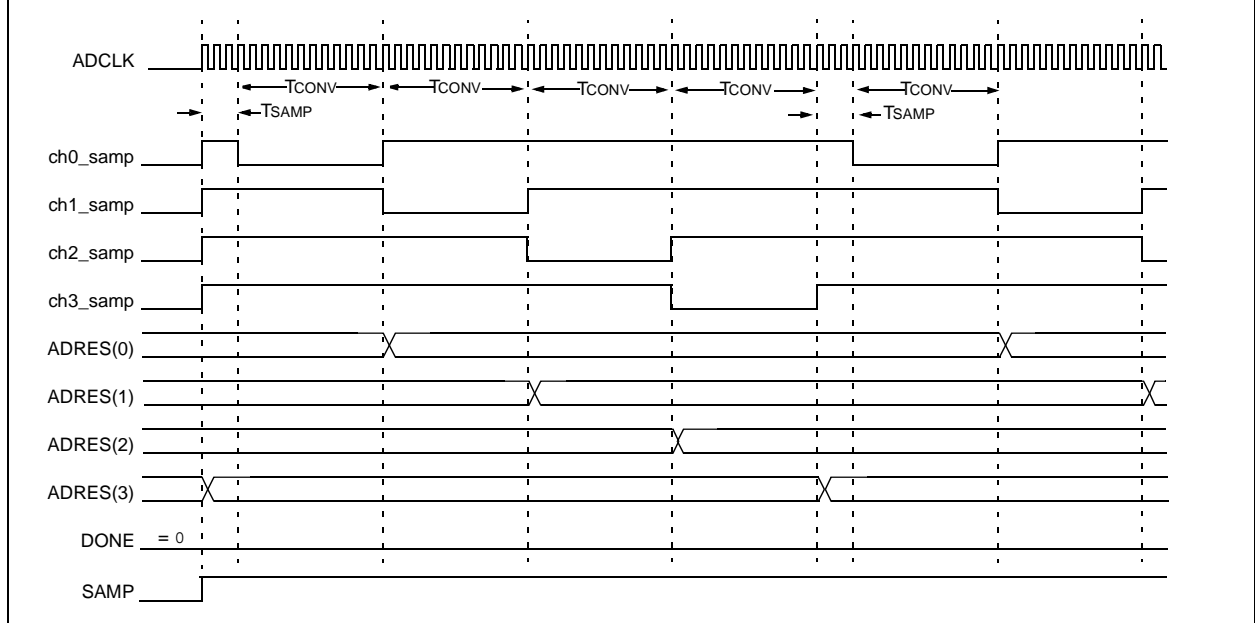 ADCLK
TCONV TCONV TCONV TCONV TCONV
TSAMP TSAMP
ch0_samp
ch1_samp
ch2_samp
ch3_samp
ADRES(0)
ADRES(1)
ADRES(2)
ADRES(3)
DONE = 0
SAMP